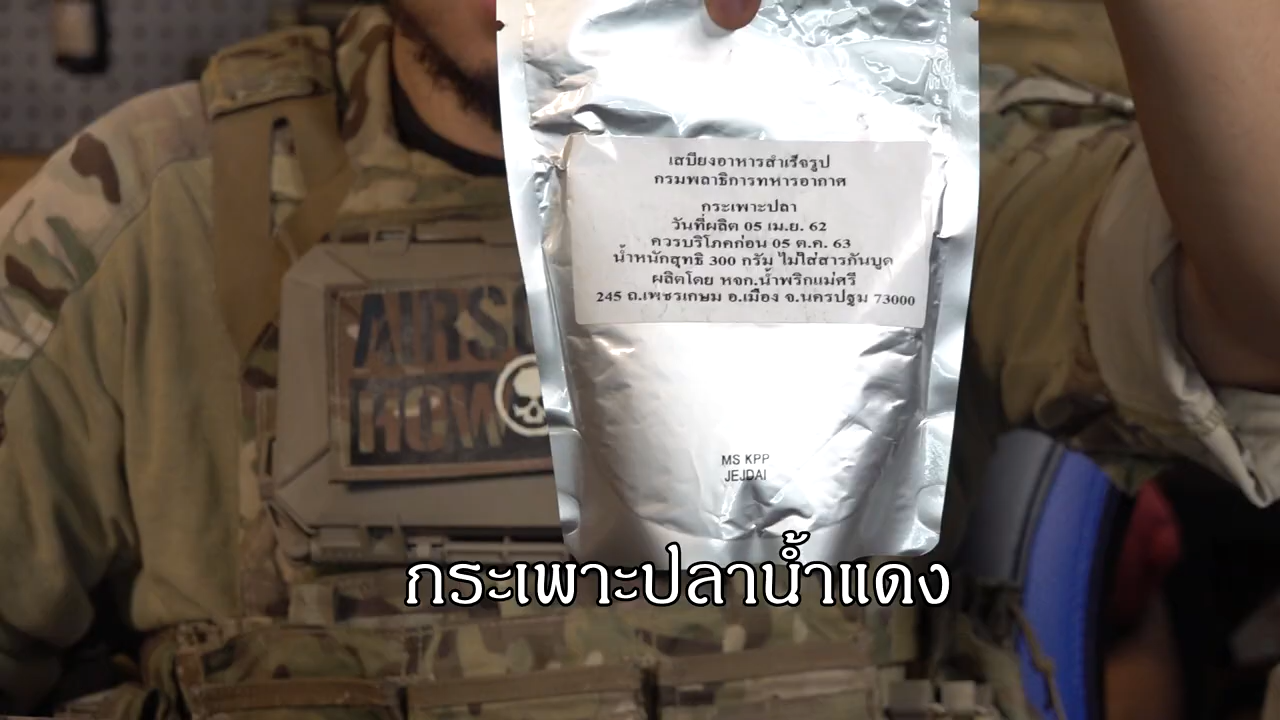 เสบียงอาหารสำเร็จรูป
กรมพลาธิการทหารอากาศ
กระเพาะปลา
วันที่ผลิต 05 เม.ย. 62
ควรบริโภคก่อน 05 ต.ค. 63
น้ำหนักสุทธิ 300 กรัม ไม่ใส่สารกันบูด
ผลิตโดย หจก.น้ำพริกแม่ศรี
245 ถ.เพชรเกษม อ.เมือง จ.นครปฐม 73000
MS KPP
JEJDAI
กระเพาะปลาน้ำแดง